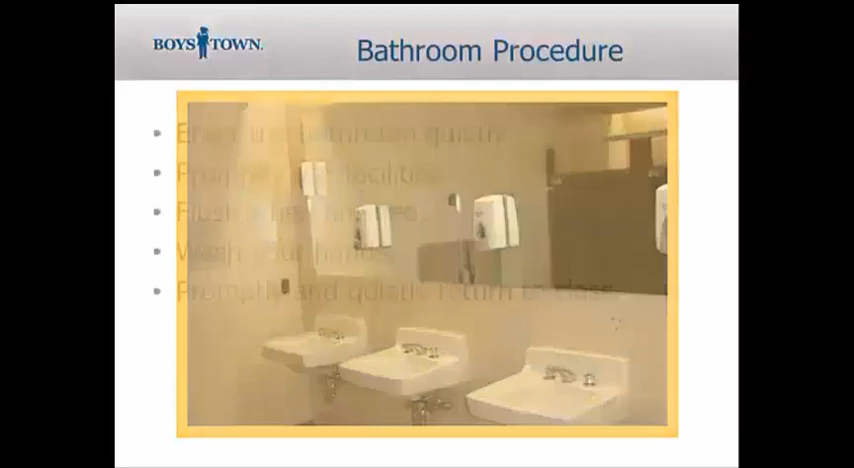 BOYS TOWN.
Bathroom Procedure
• Enter the bathroom quietly.
• Promptly use facilities.
• Flush when finished.
• Wash your hands.
• Promptly and quietly return to class.